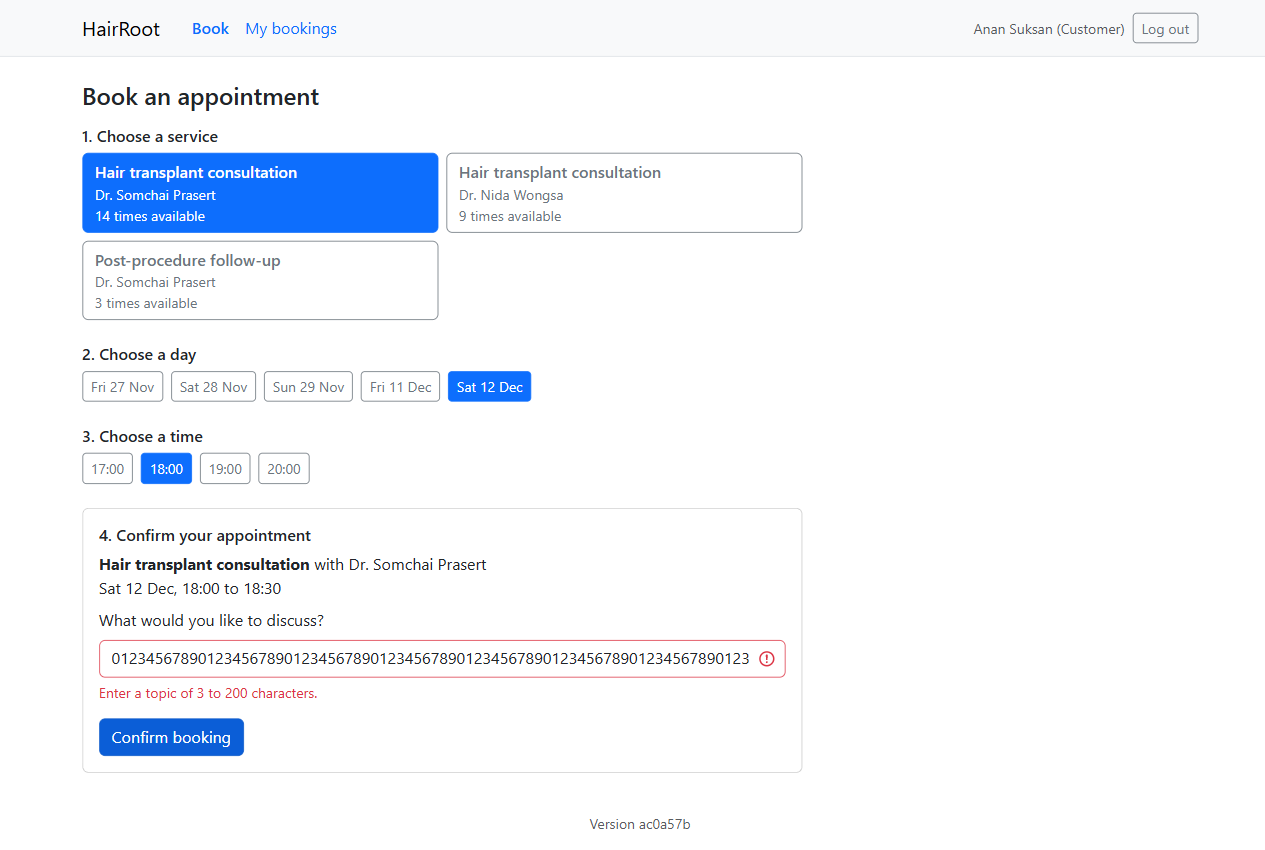 HairRoot Book My bookings Anan Suksan (Customer) Log out
Book an appointment
1. Choose a service
Hair transplant consultation
Dr. Somchai Prasert
14 times available
Hair transplant consultation
Dr. Nida Wongsa
9 times available
Post-procedure follow-up
Dr. Somchai Prasert
3 times available
2. Choose a day
Fri 27 Nov Sat 28 Nov Sun 29 Nov Fri 11 Dec Sat 12 Dec
3. Choose a time
17:00 18:00 19:00 20:00
4. Confirm your appointment
Hair transplant consultation with Dr. Somchai Prasert
Sat 12 Dec, 18:00 to 18:30
What would you like to discuss?
0123456789012345678901234567890123456789012345678901234567890123456789 0123
Enter a topic of 3 to 200 characters.
Confirm booking
Version ac0a57b